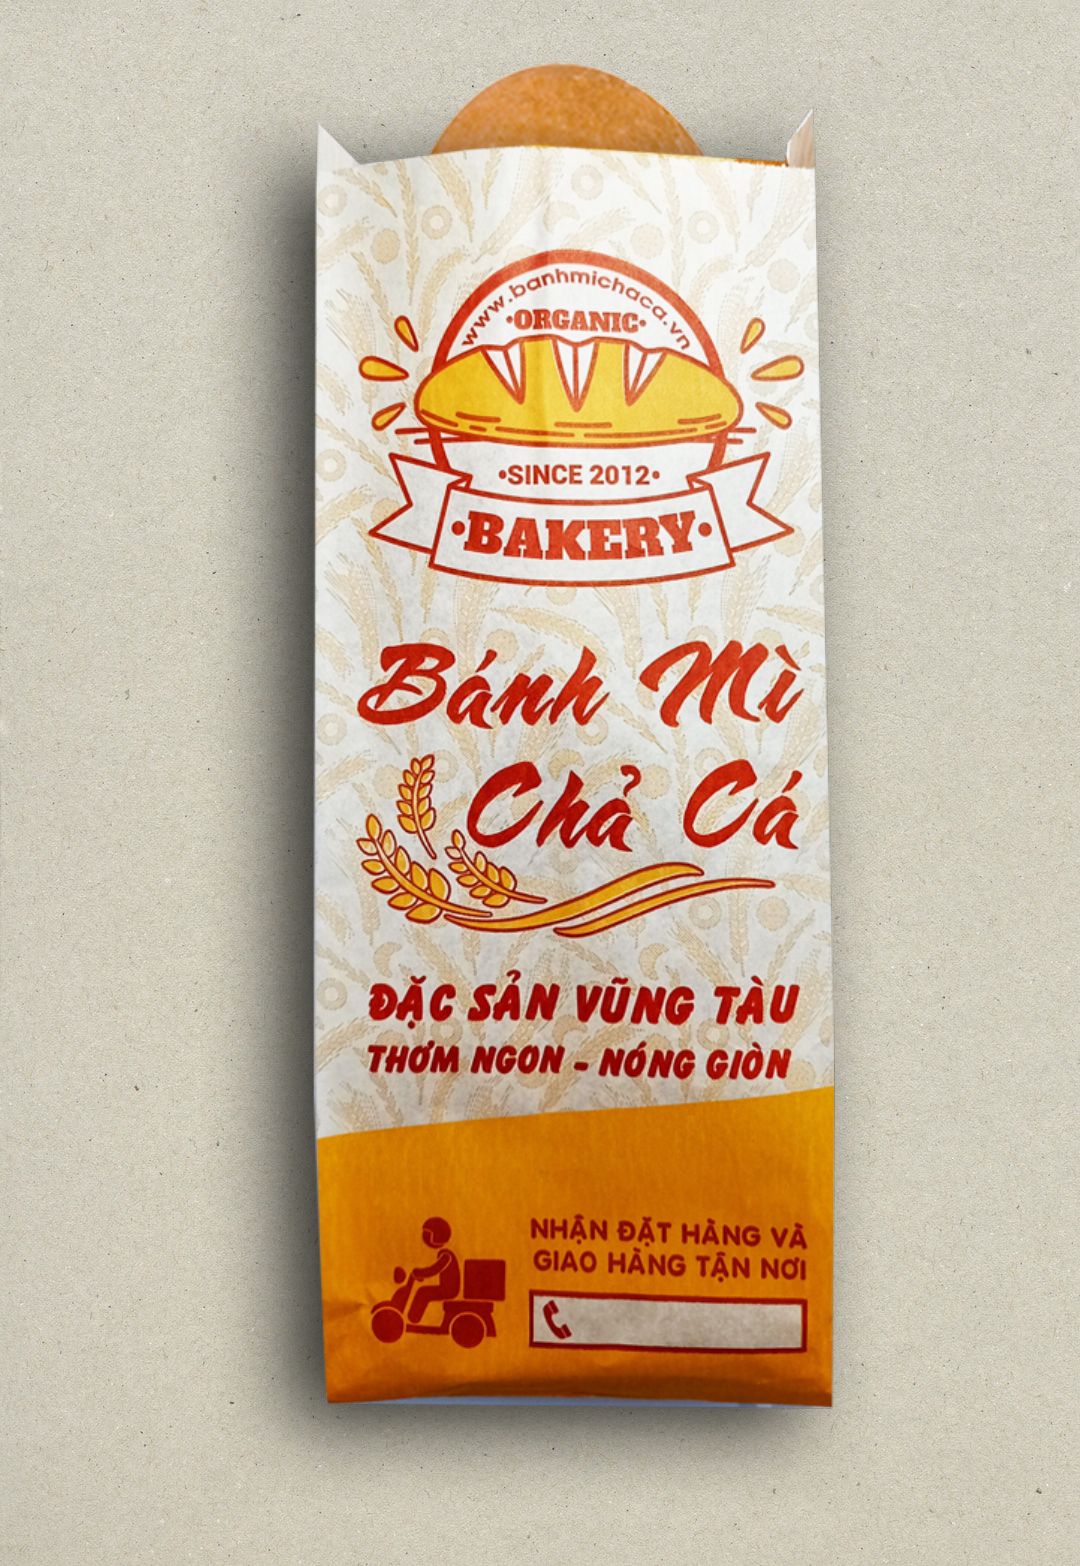 www.banhmichaca.vn
•ORGANIC•
•SINCE 2012•
•BAKERY•
Bánh Mì
Chả Cá
ĐẶC SẢN VŨNG TÀU
THƠM NGON - NÓNG GIÒN
NHẬN ĐẶT HÀNG VÀ
GIAO HÀNG TẬN NƠI